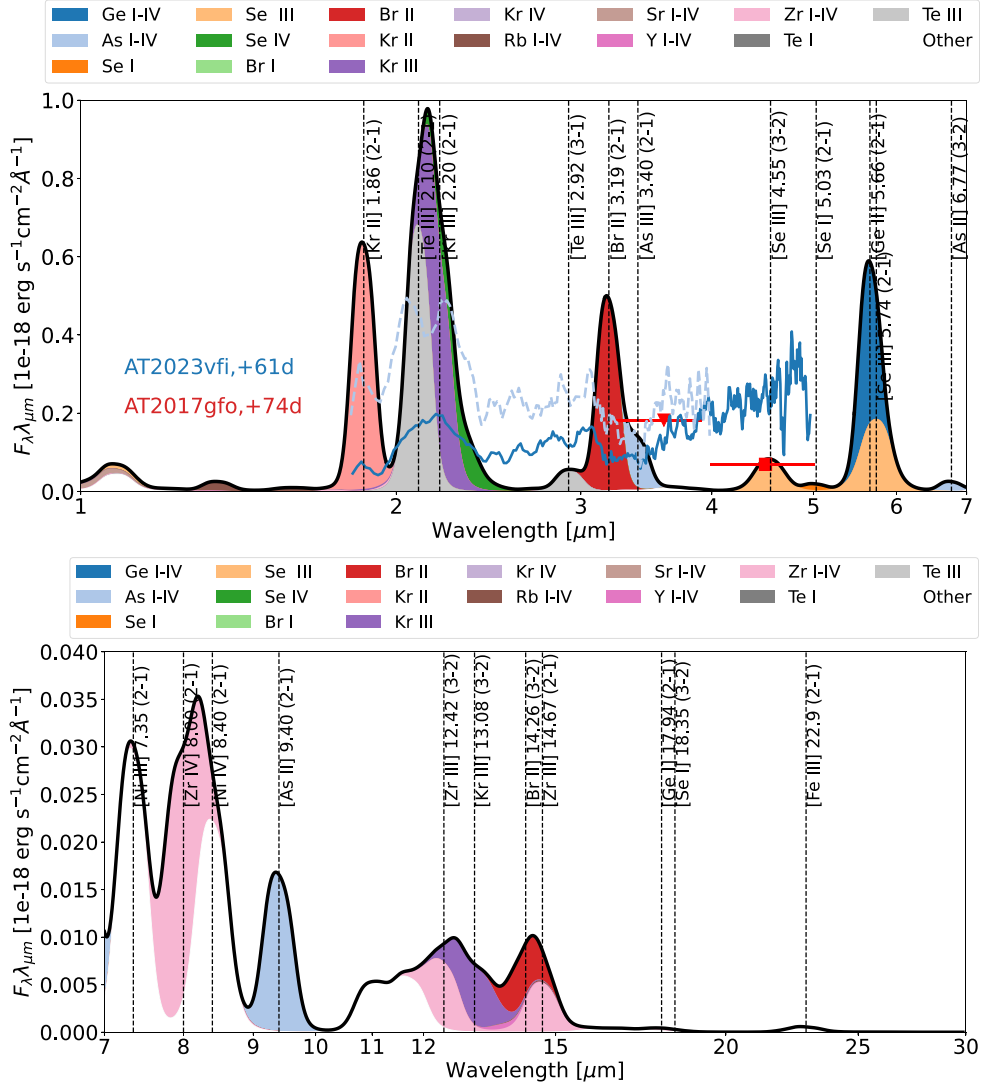 Ge I-IV Se III Br II Kr IV Sr I-IV Zr I-IV Te III
As I-IV Se IV Kr II Rb I-IV Y I-IV Te I Other
Se I Br I Kr III
1.0
0.8
0.6
0.4
0.2
0.0
F_λ λ_μm [1e-18 erg s⁻¹cm⁻²Å⁻¹]
[Kr II] 1.86 (2-1)
[Te III] 2.10 (2-1)
[Kr III] 2.20 (2-1)
[Te III] 2.92 (3-1)
[Br II] 3.19 (2-1)
[As III] 3.40 (2-1)
[Se III] 4.55 (3-2)
[Se I] 5.03 (2-1)
[Ge II] 5.66 (2-1)
[Se III] 5.74 (2-1)
[As II] 6.77 (3-2)
AT2023vfi,+61d
AT2017gfo,+74d
1 2 3 4 5 6 7
Wavelength [μm]
Ge I-IV Se III Br II Kr IV Sr I-IV Zr I-IV Te III
As I-IV Se IV Kr II Rb I-IV Y I-IV Te I Other
Se I Br I Kr III
0.040
0.035
0.030
0.025
0.020
0.015
0.010
0.005
0.000
F_λ λ_μm [1e-18 erg s⁻¹cm⁻²Å⁻¹]
[Ni II] 7.35 (2-1)
[Zr IV] 8.00 (2-1)
[Ni IV] 8.40 (2-1)
[As II] 9.40 (2-1)
[Zr III] 12.42 (3-2)
[Kr III] 13.08 (3-2)
[Br II] 14.26 (3-2)
[Zr III] 14.67 (2-1)
[Ge I] 17.94 (2-1)
[Se I] 18.35 (3-2)
[Fe III] 22.9 (2-1)
7 8 9 10 12 15 20 25 30
Wavelength [μm]